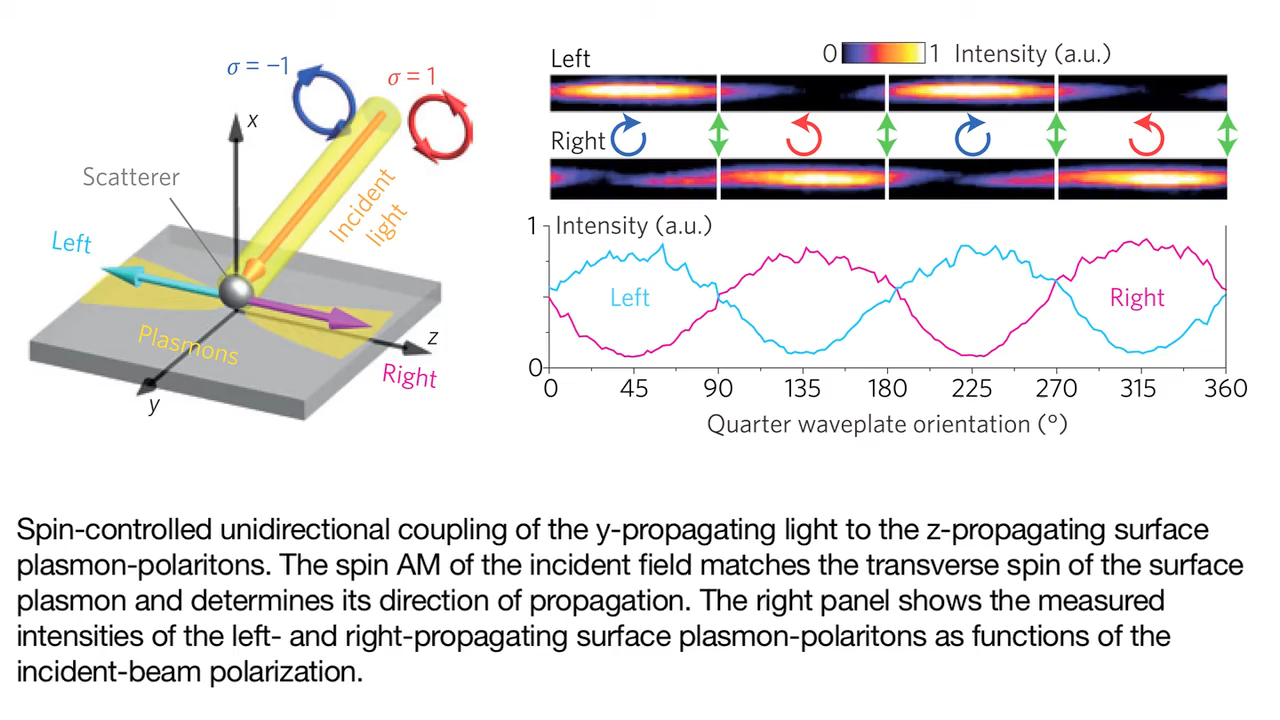 σ = −1
σ = 1
x
Scatterer
Incident
light
Left
Plasmons
z
Right
y
Left
0
1 Intensity (a.u.)
Right
1
Intensity (a.u.)
Left
Right
0
0 45 90 135 180 225 270 315 360
Quarter waveplate orientation (°)
Spin-controlled unidirectional coupling of the y-propagating light to the z-propagating surface
plasmon-polaritons. The spin AM of the incident field matches the transverse spin of the surface
plasmon and determines its direction of propagation. The right panel shows the measured
intensities of the left- and right-propagating surface plasmon-polaritons as functions of the
incident-beam polarization.